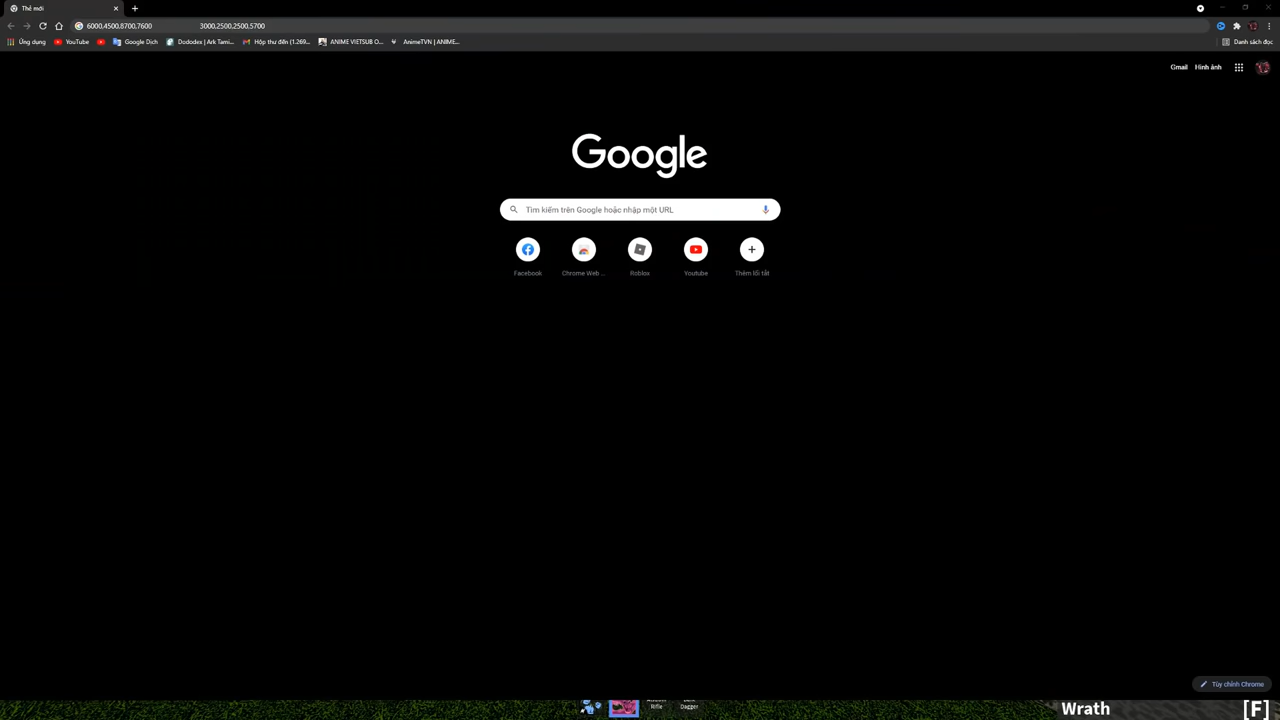 Thẻ mới
6000,4500,8700,7600 3000,2500,2500,5700
Ứng dụng YouTube Google Dịch Dododex | Ark Tami... Hộp thư đến (1.269... ANIME VIETSUB O... AnimeTVN | ANIME... Danh sách đọc
Gmail Hình ảnh
Google
Tìm kiếm trên Google hoặc nhập một URL
Facebook Chrome Web ... Roblox Youtube Thêm lối tắt
Tùy chỉnh Chrome
Rifle Dagger Wrath [F]